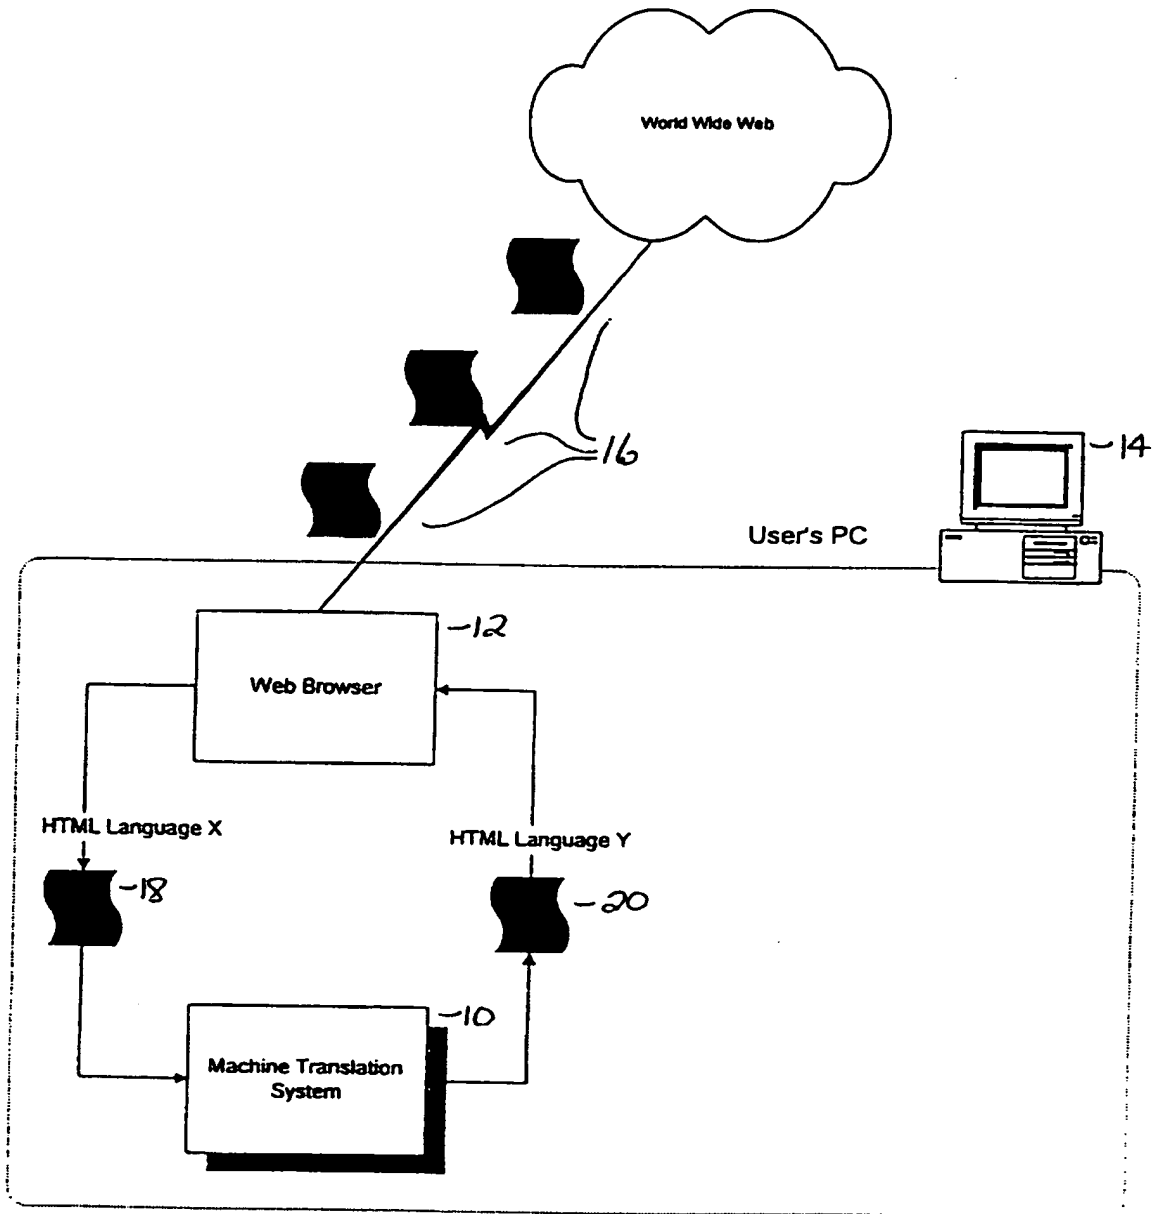 World Wide Web
16
14
User's PC
12
Web Browser
HTML Language X
HTML Language Y
18
20
10
Machine Translation
System